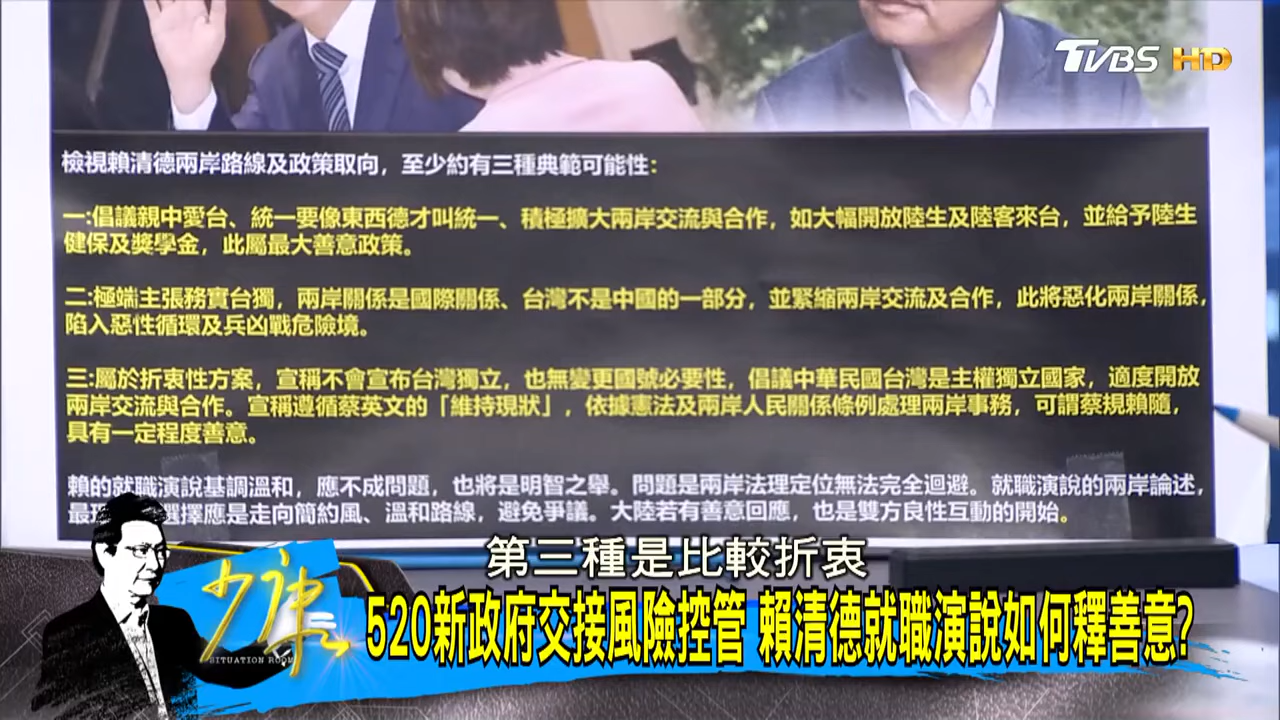 TVBS HD
檢視賴清德兩岸路線及政策取向，至少約有三種典範可能性：
一:倡議親中愛台、統一要像東西德才叫統一、積極擴大兩岸交流與合作，如大幅開放陸生及陸客來台，並給予陸生
健保及獎學金，此屬最大善意政策。
二:極端主張務實台獨，兩岸關係是國際關係、台灣不是中國的一部分，並緊縮兩岸交流及合作，此將惡化兩岸關係，
陷入惡性循環及兵凶戰危險境。
三:屬於折衷性方案，宣稱不會宣布台灣獨立，也無變更國號必要性，倡議中華民國台灣是主權獨立國家，適度開放
兩岸交流與合作。宣稱遵循蔡英文的「維持現狀」，依據憲法及兩岸人民關係條例處理兩岸事務，可謂蔡規賴隨，
具有一定程度善意。
賴的就職演說基調溫和，應不成問題，也將是明智之舉。問題是兩岸法理定位無法完全迴避。就職演說的兩岸論述，
最 選擇應是走向簡約風、溫和路線，避免爭議。大陸若有善意回應，也是雙方良性互動的開始。
第三種是比較折衷
少康
SITUATION ROOM
520新政府交接風險控管 賴清德就職演說如何釋善意?